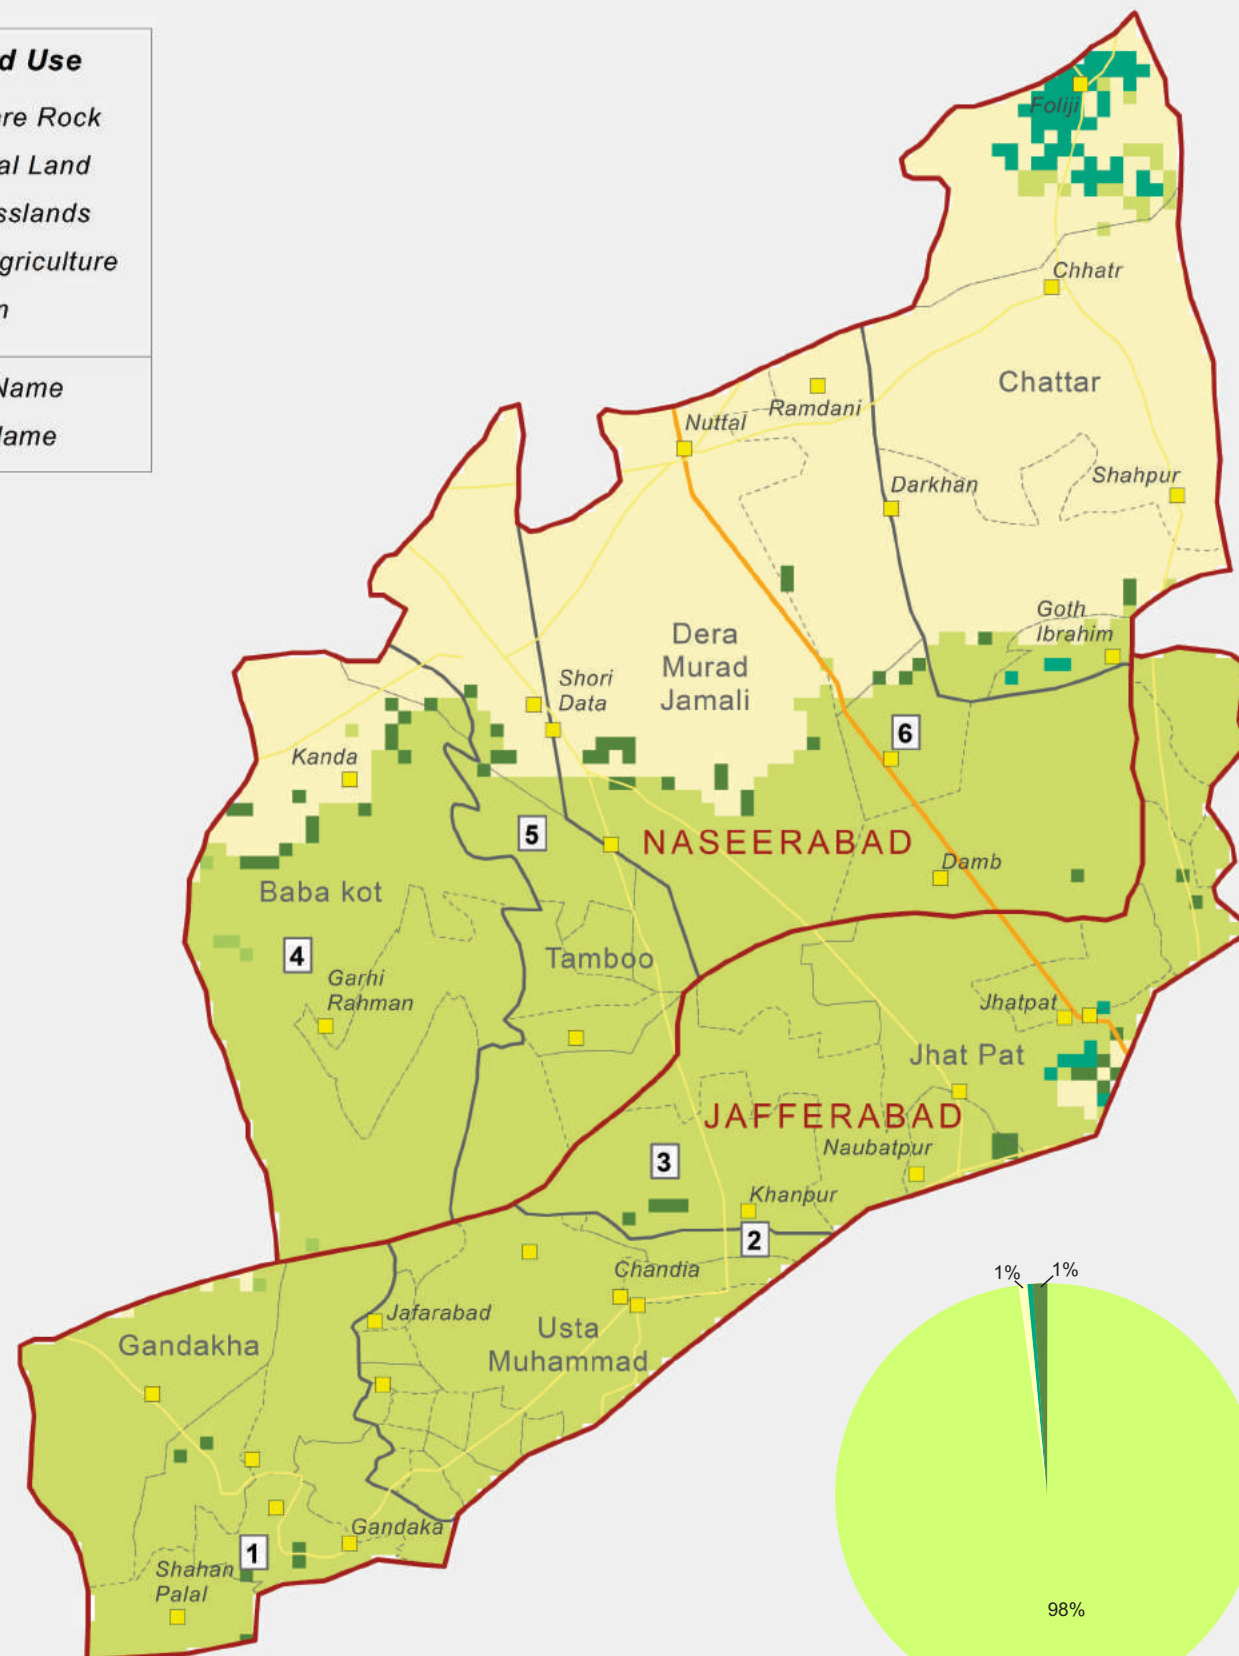 d Use
re Rock
al Land
sslands
griculture
n
Name
Name
Foliji
Chhatr
Chattar
Ramdani
Nuttal
Darkhan
Shahpur
Goth
Ibrahim
Dera
Murad
Jamali
Shori
Data
6
Kanda
5
NASEERABAD
Damb
Baba kot
4
Tamboo
Garhi
Rahman
Jhatpat
Jhat Pat
JAFFERABAD
Naubatpur
3
Khanpur
2
Chandia
1%
1%
Jafarabad
Usta
Muhammad
Gandakha
Gandaka
1
Shahan
Palal
98%